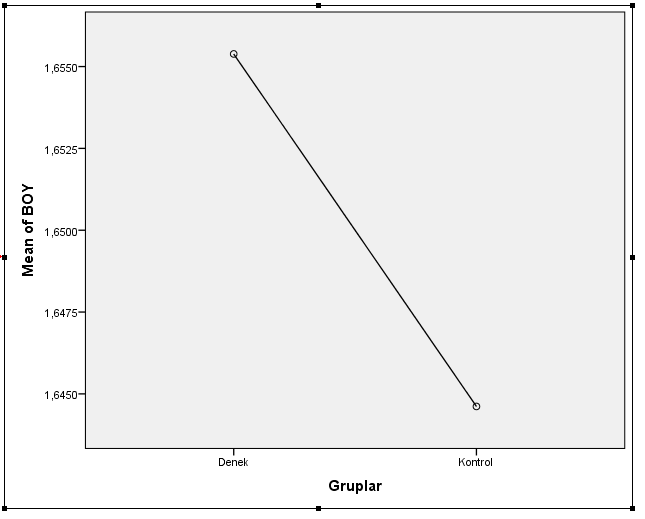 Mean of BOY
1,6550
1,6525
1,6500
1,6475
1,6450
Denek
Kontrol
Gruplar